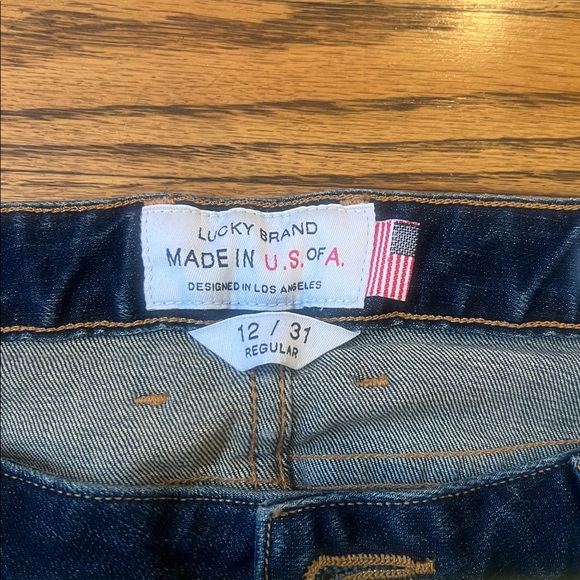 LUCKY BRAND
MADE IN U.S. OF A.
DESIGNED IN LOS ANGELES
12 / 31
REGULAR